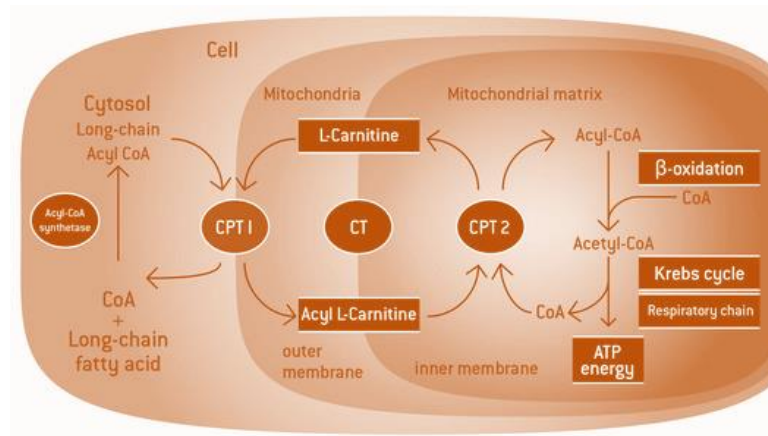 Cell
Cytosol
Long-chain
Acyl CoA
Mitochondria
Mitochondrial matrix
L-Carnitine
Acyl-CoA
β-oxidation
CoA
Acyl-CoA
synthetase
CPT 1
CT
CPT 2
Acetyl-CoA
Krebs cycle
Respiratory chain
CoA
+
Long-chain
fatty acid
Acyl L-Carnitine
CoA
outer
membrane
inner membrane
ATP
energy